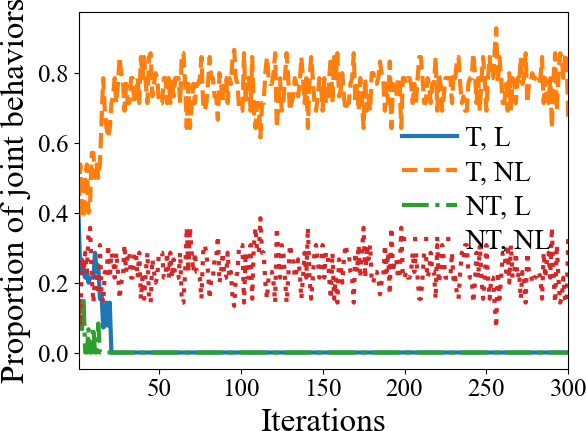 Proportion of joint behaviors
0.8
0.6
0.4
0.2
0.0
T, L
T, NL
NT, L
NT, NL
50
100
150
200
250
300
Iterations